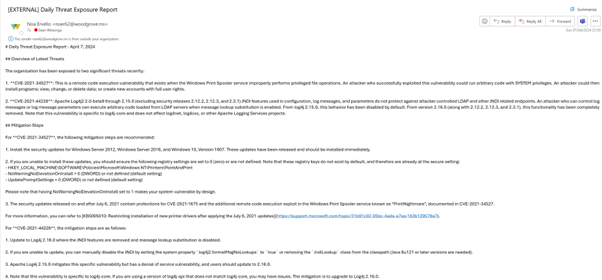 [EXTERNAL] Daily Threat Exposure Report
Summarize
Noa Ervello <noer62@woodgrove.ms>
To: Sean Weavings
Reply
Reply All
Forward
Sun 07/04/2024
This sender noer62@woodgrove.ms is from outside your organization.
# Daily Threat Exposure Report - April 7, 2024
## Overview of Latest Threats
The organization has been exposed to two significant threats recently:
1. **CVE-2021-34527**: This is a remote code execution vulnerability that exists when the Windows Print Spooler service improperly performs privileged file operations. An attacker who successfully exploited this vulnerability could run arbitrary code with SYSTEM privileges. An attacker could then
install programs; view, change, or delete data; or create new accounts with full user rights.
2. **CVE-2021-44228**: Apache Log4j2 2.0-beta9 through 2.15.0 (excluding security releases 2.12.2, 2.12.3, and 2.3.1) JNDI features used in configuration, log messages, and parameters do not protect against attacker controlled LDAP and other JNDI related endpoints. An attacker who can control log
messages or log message parameters can execute arbitrary code loaded from LDAP servers when message lookup substitution is enabled. From log4j 2.15.0, this behavior has been disabled by default. From version 2.16.0 (along with 2.12.2, 2.12.3, and 2.3.1), this functionality has been completely
removed. Note that this vulnerability is specific to log4j-core and does not affect log4net, log4cxx, or other Apache Logging Services projects.
## Mitigation Steps
For **CVE-2021-34527**, the following mitigation steps are recommended:
1. Install the security updates for Windows Server 2012, Windows Server 2016, and Windows 10, Version 1607. These updates have been released and should be installed immediately.
2. If you are unable to install these updates, you should ensure the following registry settings are set to 0 (zero) or are not defined. Note that these registry keys do not exist by default, and therefore are already at the secure setting:
- HKEY_LOCAL_MACHINE\SOFTWARE\Policies\Microsoft\Windows NT\Printers\PointAndPrint
- NoWarningNoElevationOnInstall = 0 (DWORD) or not defined (default setting)
- UpdatePromptSettings = 0 (DWORD) or not defined (default setting)
Please note that having NoWarningNoElevationOnInstall set to 1 makes your system vulnerable by design.
3. The security updates released on and after July 6, 2021 contain protections for CVE-2021-1675 and the additional remote code execution exploit in the Windows Print Spooler service known as "PrintNightmare", documented in CVE-2021-34527.
For more information, you can refer to [KB5005010: Restricting installation of new printer drivers after applying the July 6, 2021 updates](
For **CVE-2021-44228**, the mitigation steps are as follows:
1. Update to Log4j2 2.16.0 where the JNDI features are removed and message lookup substitution is disabled.
2. If you are unable to update, you can manually disable the JNDI by setting the system property `log4j2.formatMsgNoLookups` to `true` or removing the `JndiLookup` class from the classpath (Java 8u121 or later versions are needed).
3. Apache Log4j 2.15.0 mitigates this specific vulnerability but has a denial of service vulnerability, and users should update to 2.16.0.
4. Note that this vulnerability is specific to log4j-core. If you are using a version of log4j-api that does not match log4j-core, you may have issues. The mitigation is to upgrade to Log4j 2.16.0.